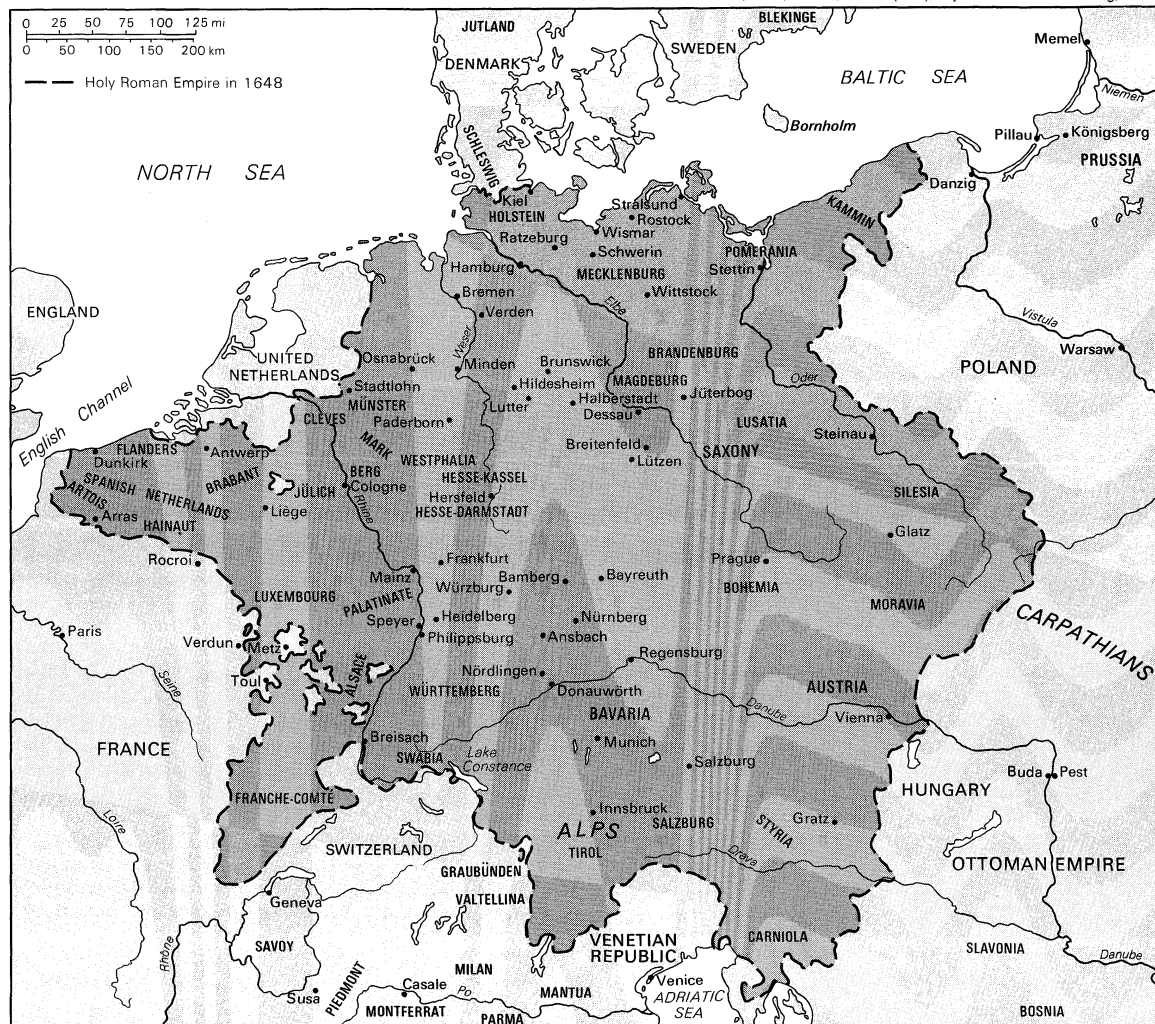 0 25 50 75 100 125 mi
0 50 100 150 200 km
Holy Roman Empire in 1648
JUTLAND
BLEKINGE
SWEDEN
DENMARK
Memel
BALTIC SEA
Niemen
Bornholm
Pillau
Königsberg
PRUSSIA
SCHLESWIG
NORTH SEA
Danzig
Kiel
HOLSTEIN
Stralsund
Rostock
KAMMIN
Wismar
Ratzeburg
Schwerin
POMERANIA
Hamburg
MECKLENBURG
Stettin
Bremen
Wittstock
Elbe
ENGLAND
Verden
Vistula
Weser
Warsaw
Osnabrück
Minden
Brunswick
BRANDENBURG
UNITED
NETHERLANDS
POLAND
Stadtlohn
Hildesheim
MAGDEBURG
Oder
MÜNSTER
Lutter
Halberstadt
Jüterbog
English Channel
CLEVES
Paderborn
Dessau
LUSATIA
Steinau
MARK
Breitenfeld
FLANDERS
Antwerp
SAXONY
Dunkirk
WESTPHALIA
Lützen
BRABANT
BERG
HESSE-KASSEL
SPANISH NETHERLANDS
JÜLICH
Cologne
SILESIA
ARTOIS
Hersfeld
Rhine
Liège
HESSE-DARMSTADT
Arras
HAINAUT
Glatz
Rocroi
Frankfurt
Prague
Mainz
Bamberg
Bayreuth
Würzburg
BOHEMIA
LUXEMBOURG
PALATINATE
MORAVIA
Speyer
Heidelberg
Nürnberg
CARPATHIANS
Paris
Philippsburg
Ansbach
Verdun
Metz
Regensburg
Nördlingen
Toul
ALSACE
Seine
WÜRTTEMBERG
Donauwörth
AUSTRIA
BAVARIA
Danube
Vienna
FRANCE
Breisach
Munich
SWABIA
Lake
Constance
Salzburg
Buda
Pest
HUNGARY
FRANCHE-COMTÉ
Innsbruck
Loire
ALPS
SALZBURG
STYRIA
Gratz
TIROL
SWITZERLAND
Drava
OTTOMAN EMPIRE
GRAUBÜNDEN
Geneva
VALTELLINA
CARNIOLA
VENETIAN
REPUBLIC
SAVOY
SLAVONIA
Rhône
Danube
PIEDMONT
MILAN
Venice
Susa
Casale
Po
MANTUA
ADRIATIC
SEA
MONTFERRAT
PARMA
BOSNIA